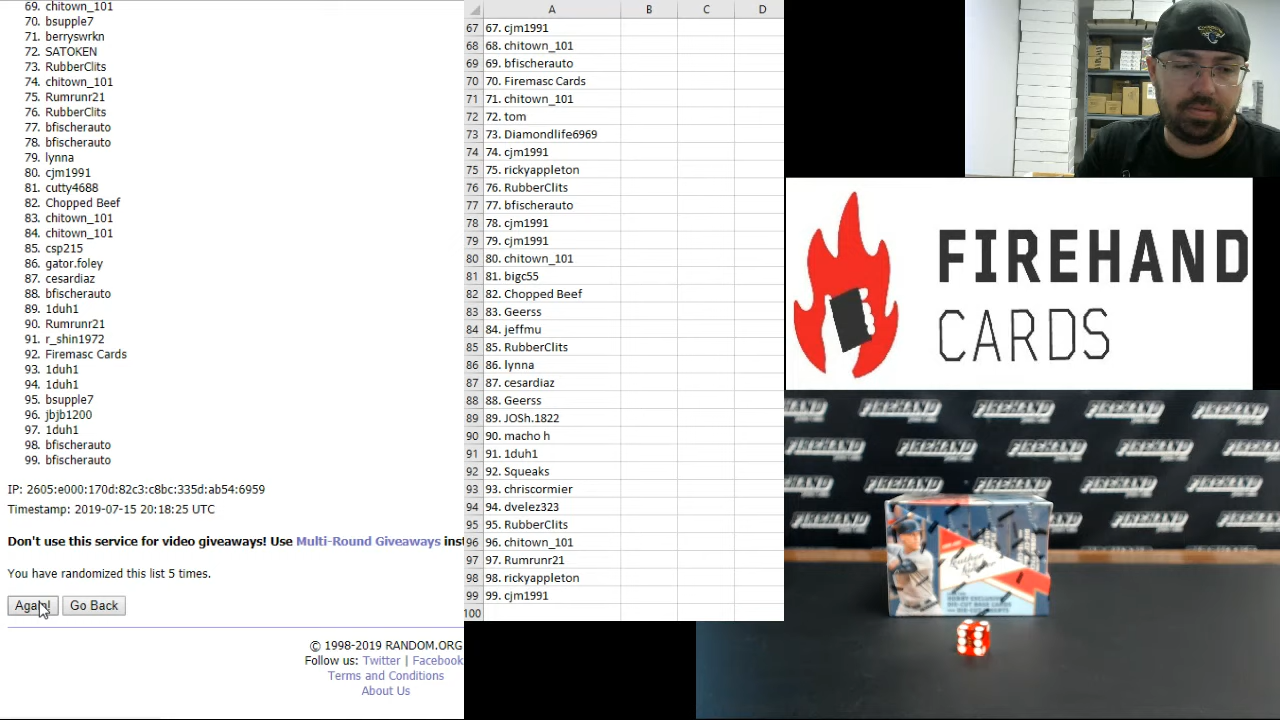 69. chitown_101
70. bsupple7
71. berryswrkn
72. SATOKEN
73. RubberClits
74. chitown_101
75. Rumrunr21
76. RubberClits
77. bfischerauto
78. bfischerauto
79. lynna
80. cjm1991
81. cutty4688
82. Chopped Beef
83. chitown_101
84. chitown_101
85. csp215
86. gator.foley
87. cesardiaz
88. bfischerauto
89. 1duh1
90. Rumrunr21
91. r_shin1972
92. Firemasc Cards
93. 1duh1
94. 1duh1
95. bsupple7
96. jbjb1200
97. 1duh1
98. bfischerauto
99. bfischerauto
IP: 2605:e000:170d:82c3:c8bc:335d:ab54:6959
Timestamp: 2019-07-15 20:18:25 UTC
Don't use this service for video giveaways! Use Multi-Round Giveaways inst
You have randomized this list 5 times.
Again! Go Back
© 1998-2019 RANDOM.ORG
Follow us: Twitter | Facebook
Terms and Conditions
About Us
A B C D
67 67. cjm1991
68 68. chitown_101
69 69. bfischerauto
70 70. Firemasc Cards
71 71. chitown_101
72 72. tom
73 73. Diamondlife6969
74 74. cjm1991
75 75. rickyappleton
76 76. RubberClits
77 77. bfischerauto
78 78. cjm1991
79 79. cjm1991
80 80. chitown_101
81 81. bigc55
82 82. Chopped Beef
83 83. Geerss
84 84. jeffmu
85 85. RubberClits
86 86. lynna
87 87. cesardiaz
88 88. Geerss
89 89. JOSh.1822
90 90. macho h
91 91. 1duh1
92 92. Squeaks
93 93. chriscormier
94 94. dvelez323
95 95. RubberClits
96 96. chitown_101
97 97. Rumrunr21
98 98. rickyappleton
99 99. cjm1991
100
FIREHAND
CARDS
FIREHAND FIREHAND FIREHAND
FIREHAND FIREHAND FIREHAND